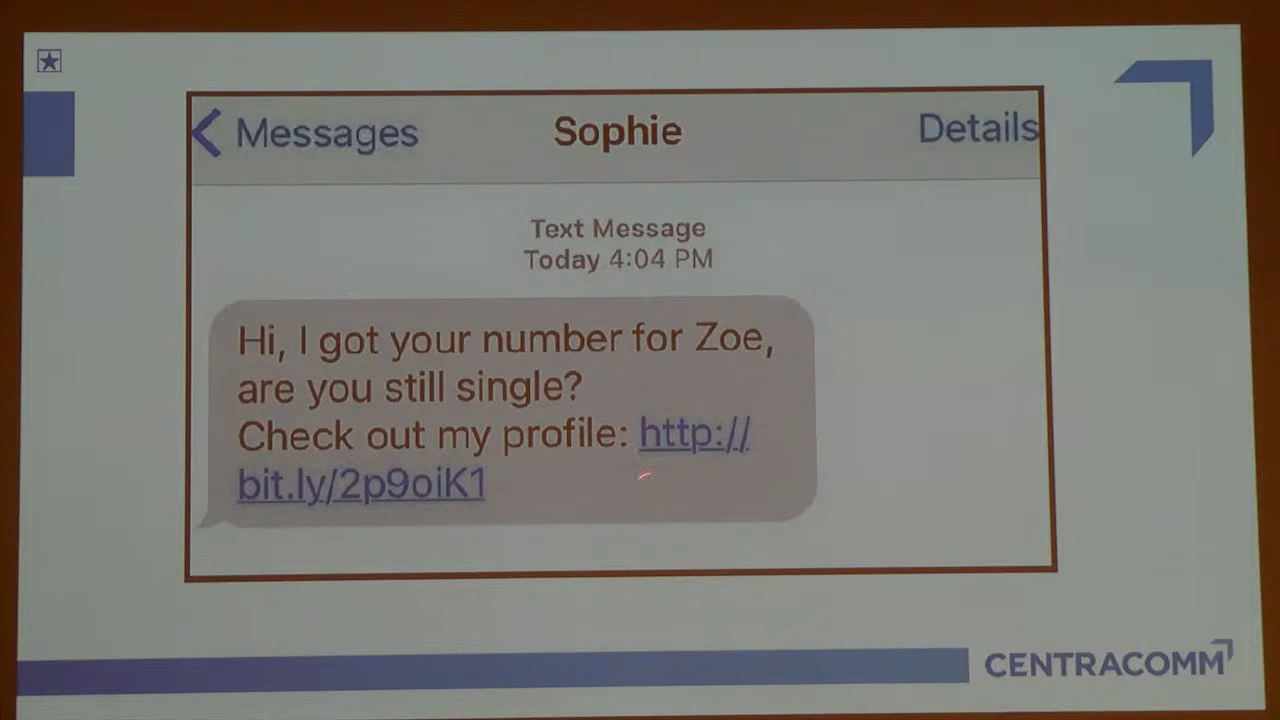 Messages Sophie Details
Text Message
Today 4:04 PM
Hi, I got your number for Zoe,
are you still single?
Check out my profile: http://
bit.ly/2p9oiK1
CENTRACOMM